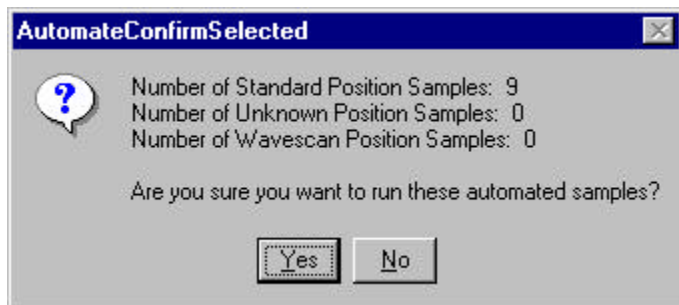 AutomateConfirmSelected
?
Number of Standard Position Samples: 9
Number of Unknown Position Samples: 0
Number of Wavescan Position Samples: 0
Are you sure you want to run these automated samples?
Yes No